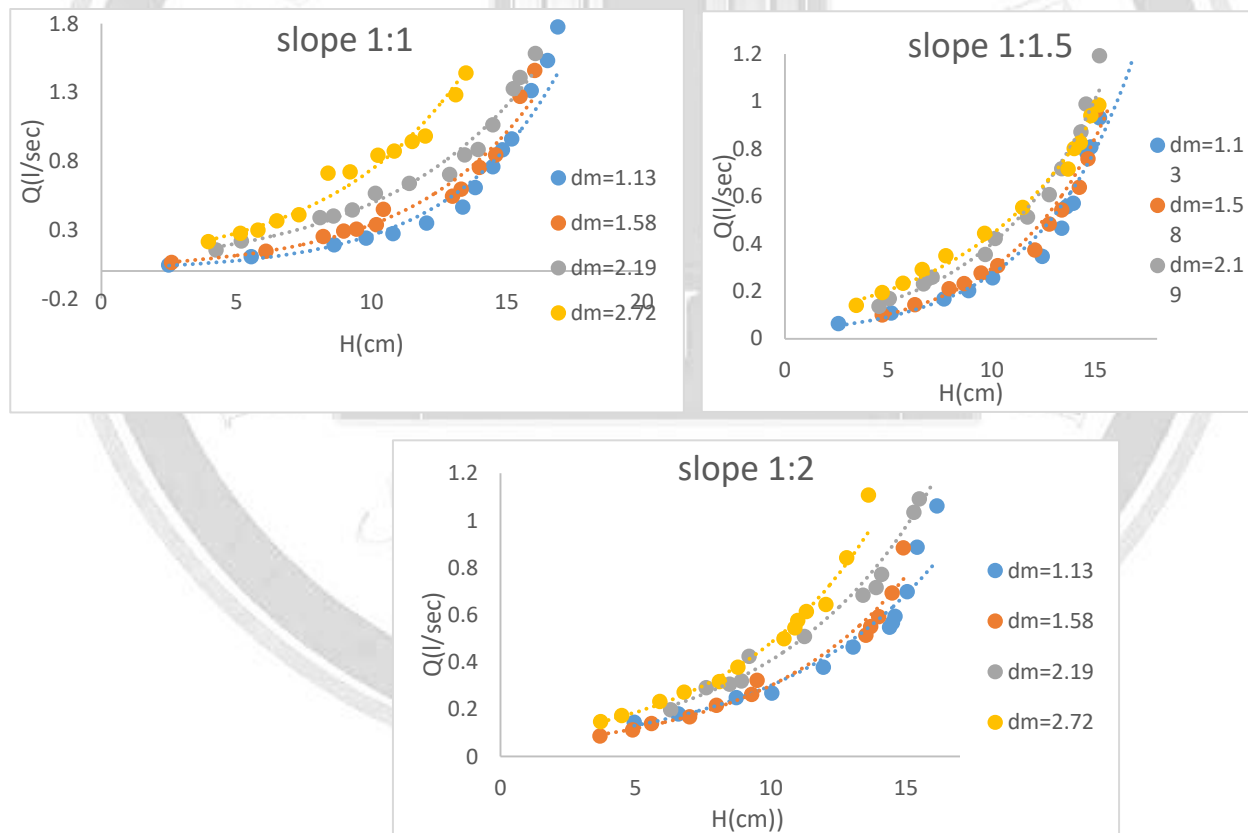 slope 1:1
Q(l/sec)
1.8
1.3
0.8
0.3
-0.2
0
5
10
15
20
H(cm)
dm=1.13
dm=1.58
dm=2.19
dm=2.72
slope 1:1.5
Q(l/sec)
1.2
1
0.8
0.6
0.4
0.2
0
0
5
10
15
H(cm)
dm=1.1
3
dm=1.5
8
dm=2.1
9
slope 1:2
Q(l/sec)
1.2
1
0.8
0.6
0.4
0.2
0
0
5
10
15
H(cm))
dm=1.13
dm=1.58
dm=2.19
dm=2.72